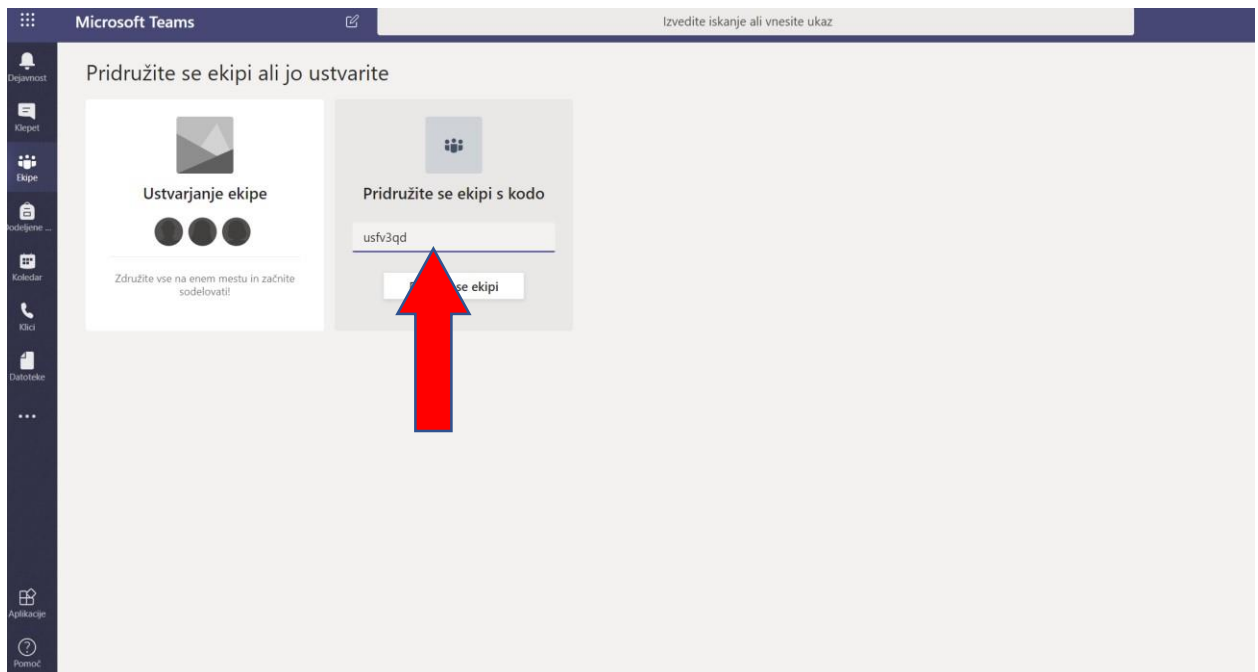 Microsoft Teams
Izvedite iskanje ali vnesite ukaz
Dejavnost
Klepet
Ekipe
odeljene ...
Koledar
Klici
Datoteke
...
Aplikacije
Pomoč
Pridružite se ekipi ali jo ustvarite
Ustvarjanje ekipe
Združite vse na enem mestu in začnite
sodelovati!
Pridružite se ekipi s kodo
usfv3qd
se ekipi